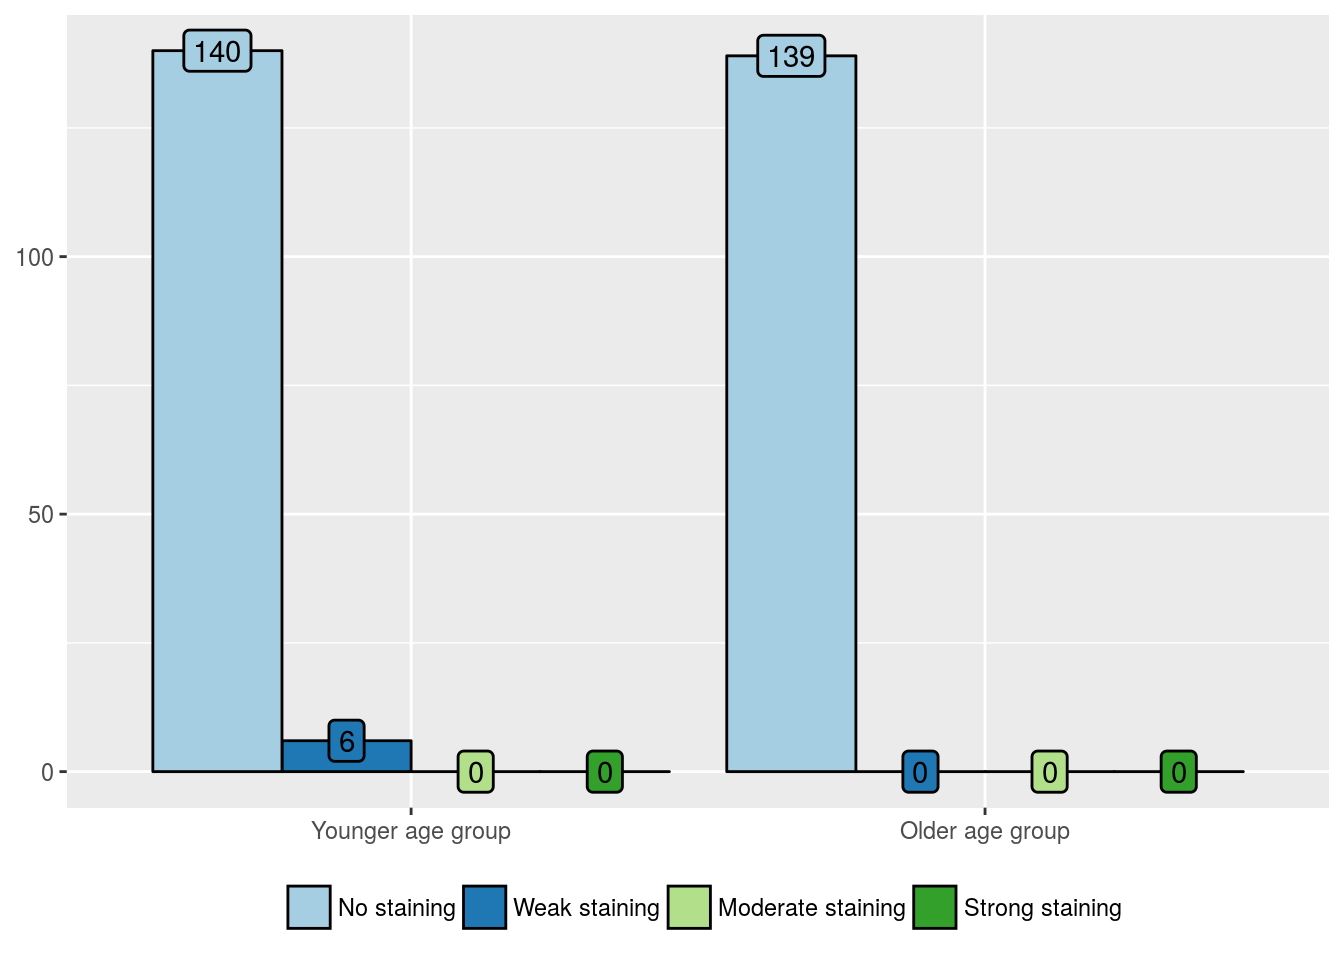 140
139
100
50
6
0
0
0
0
0
0
Younger age group
Older age group
No staining
Weak staining
Moderate staining
Strong staining